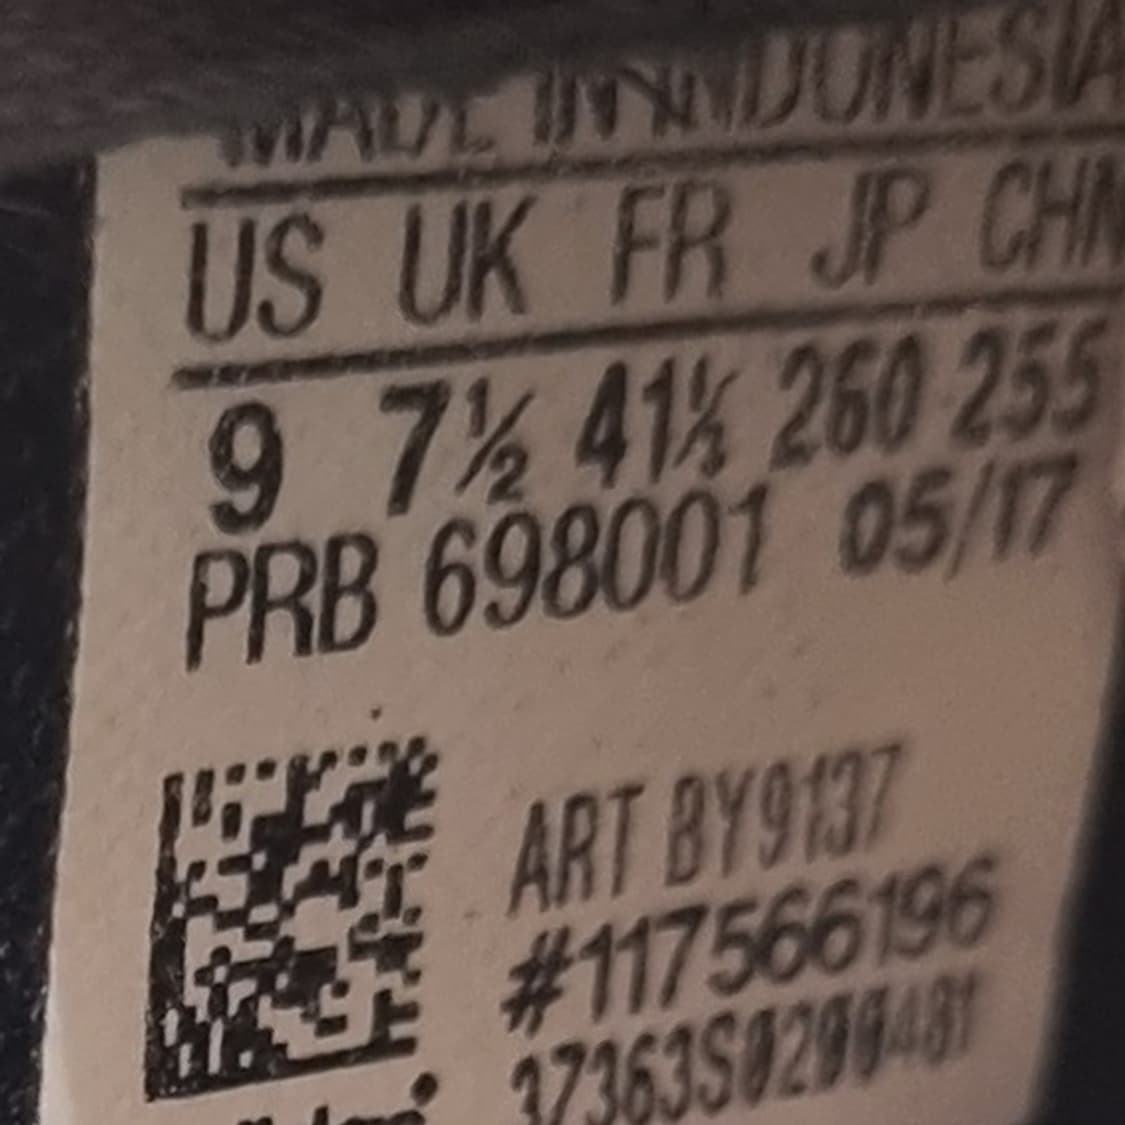 MADE IN INDONESIA
US UK FR JP CHN
9 7½ 41⅓ 260 255
PRB 698001 05/17
ART BY9137
#117566196